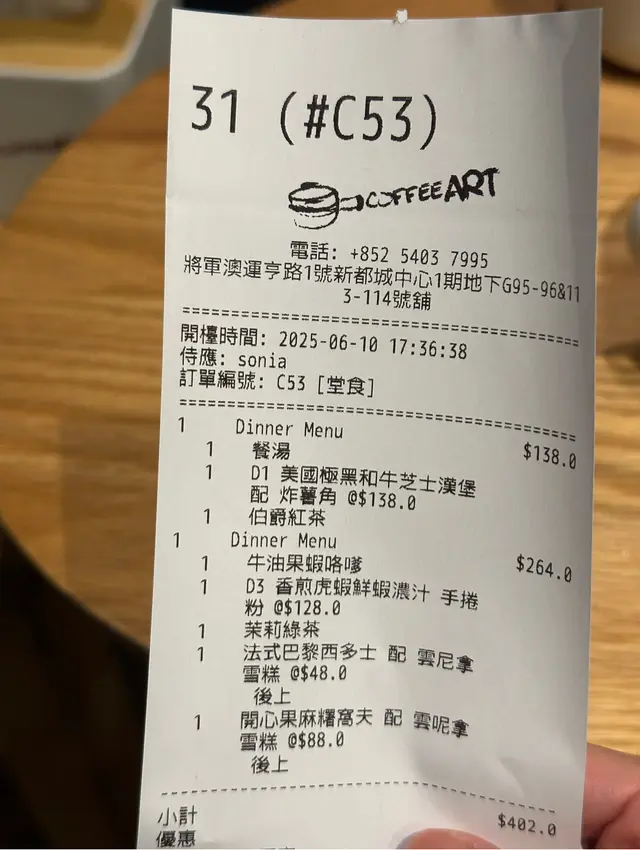 31 (#C53)
COFFEE ART
電話: +852 5403 7995
將軍澳運亨路1號新都城中心1期地下G95-96&11
3-114號舖
開檯時間: 2025-06-10 17:36:38
侍應: sonia
訂單編號: C53 [堂食]
1 Dinner Menu $138.0
1 餐湯
1 D1 美國極黑和牛芝士漢堡
配 炸薯角 @$138.0
1 伯爵紅茶
1 Dinner Menu $264.0
1 牛油果蝦咯嗲
1 D3 香煎虎蝦鮮蝦濃汁 手捲
粉 @$128.0
1 茉莉綠茶
1 法式巴黎西多士 配 雲尼拿
雪糕 @$48.0
後上
1 開心果麻糬窩夫 配 雲呢拿
雪糕 @$88.0
後上
小計 $402.0
優惠